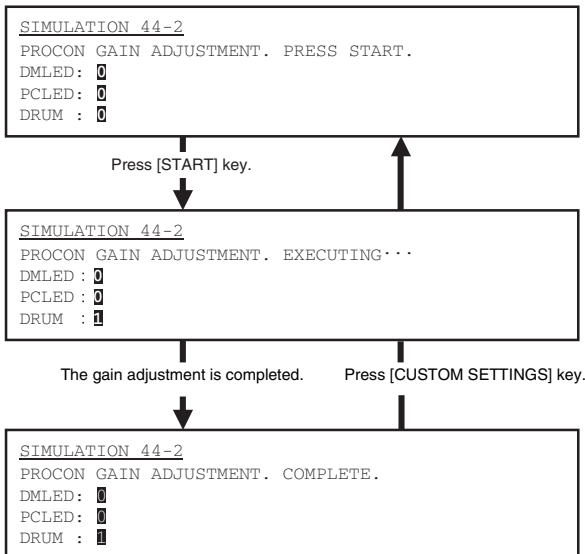 SIMULATION 44-2
PROCON GAIN ADJUSTMENT. PRESS START.
DMLED: 0
PCLED: 0
DRUM : 0
Press [START] key.
SIMULATION 44-2
PROCON GAIN ADJUSTMENT. EXECUTING···
DMLED : 0
PCLED : 0
DRUM : 1
The gain adjustment is completed.
Press [CUSTOM SETTINGS] key.
SIMULATION 44-2
PROCON GAIN ADJUSTMENT. COMPLETE.
DMLED: 0
PCLED: 0
DRUM : 1